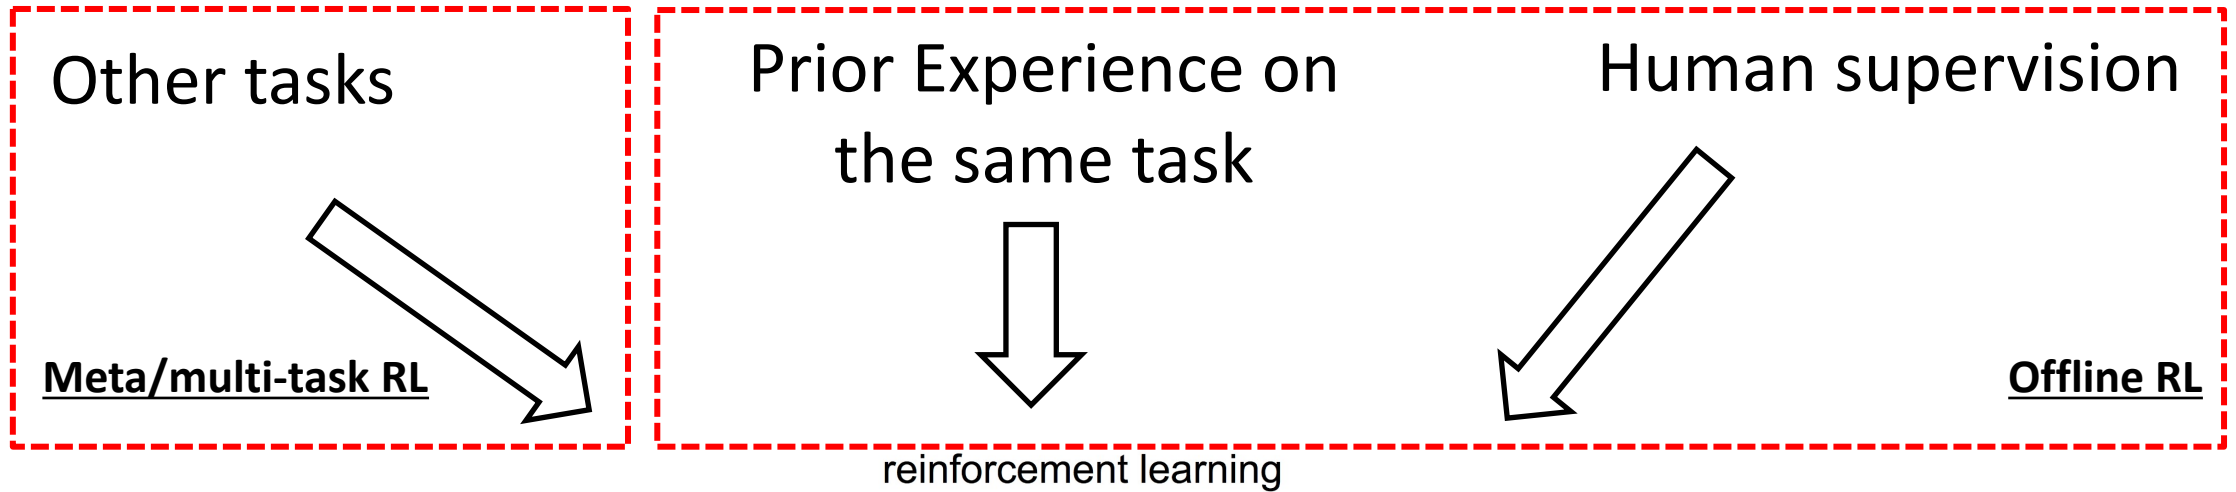 Other tasks
Meta/multi-task RL
Prior Experience on
the same task
Human supervision
Offline RL
reinforcement learning